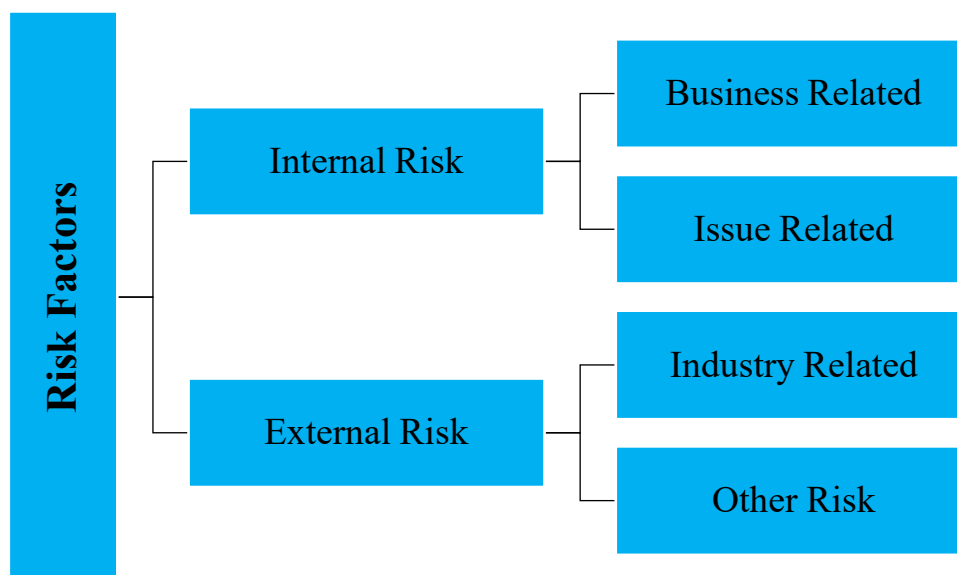 Risk Factors
Internal Risk
Business Related
Issue Related
External Risk
Industry Related
Other Risk